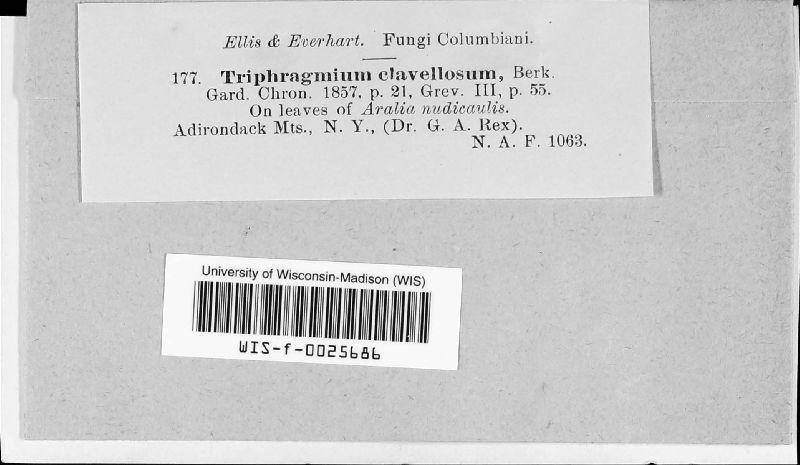 Ellis & Everhart. Fungi Columbiani.
177. Triphragmium clavellosum, Berk.
Gard. Chron. 1857, p. 21, Grev. III, p. 55.
On leaves of Aralia nudicaulis.
Adirondack Mts., N. Y., (Dr. G. A. Rex).
N. A. F. 1063.
University of Wisconsin-Madison (WIS)
WIS-f-0025686